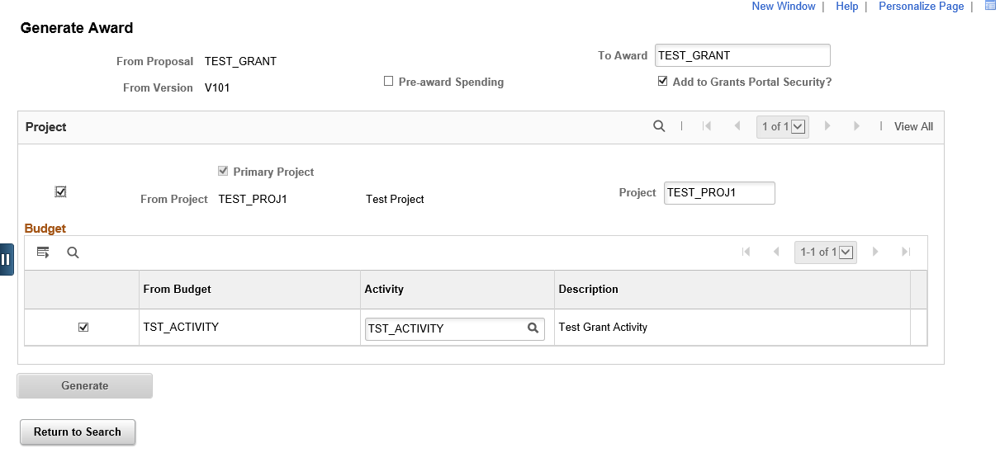 New Window | Help | Personalize Page |
Generate Award
From Proposal TEST_GRANT
To Award TEST_GRANT
From Version V101
Pre-award Spending
Add to Grants Portal Security?
Project
1 of 1
View All
Primary Project
From Project TEST_PROJ1 Test Project
Project TEST_PROJ1
Budget
1-1 of 1
From Budget Activity Description
TST_ACTIVITY TST_ACTIVITY Test Grant Activity
Generate
Return to Search